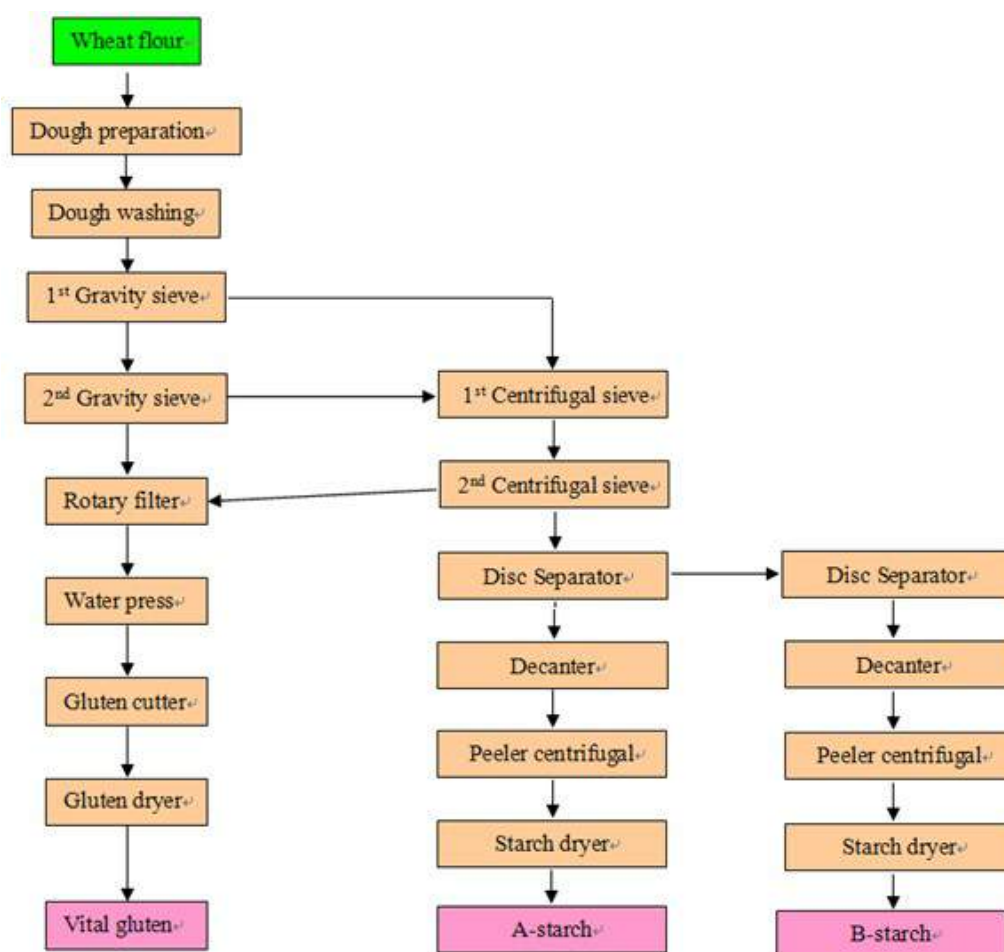 Wheat flour
Dough preparation
Dough washing
1st Gravity sieve
2nd Gravity sieve
1st Centrifugal sieve
Rotary filter
2nd Centrifugal sieve
Water press
Disc Separator
Disc Separator
Gluten cutter
Decanter
Decanter
Gluten dryer
Peeler centrifugal
Peeler centrifugal
Starch dryer
Starch dryer
Vital gluten
A-starch
B-starch